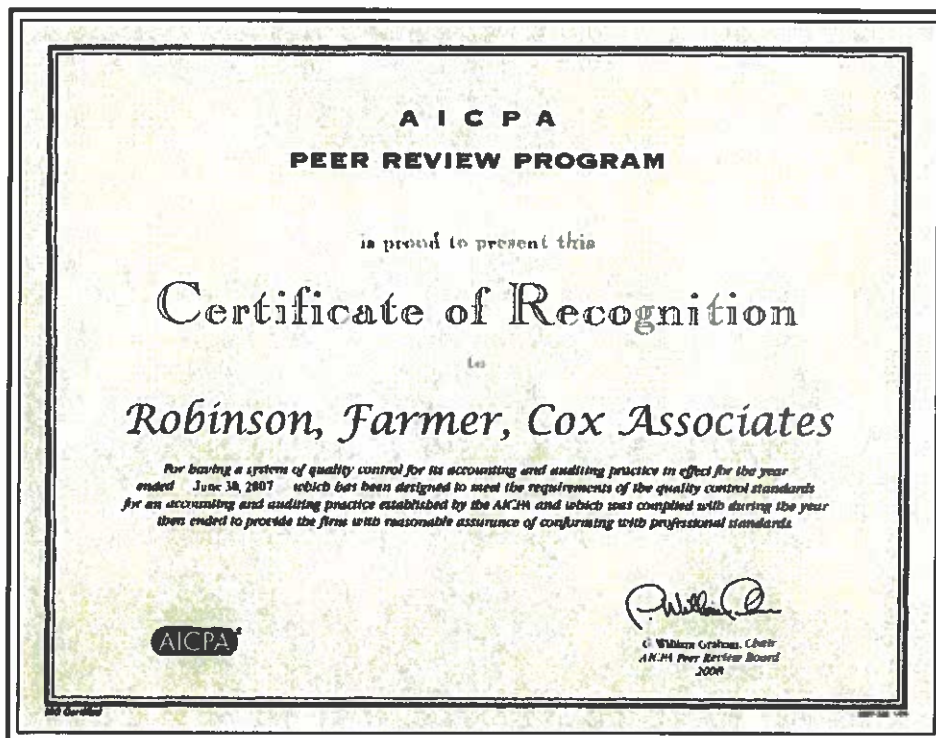 AICPA
PEER REVIEW PROGRAM
is proud to present this
Certificate of Recognition
to
Robinson, Farmer, Cox Associates
For having a system of quality control for its accounting and auditing practice in effect for the year
ended June 30, 2007 which has been designed to meet the requirements of the quality control standards
for an accounting and auditing practice established by the AICPA and which was complied with during the year
then ended to provide the firm with reasonable assurance of conforming with professional standards
AICPA
William Graham, Chair
AICPA Peer Review Board
2008
Certified